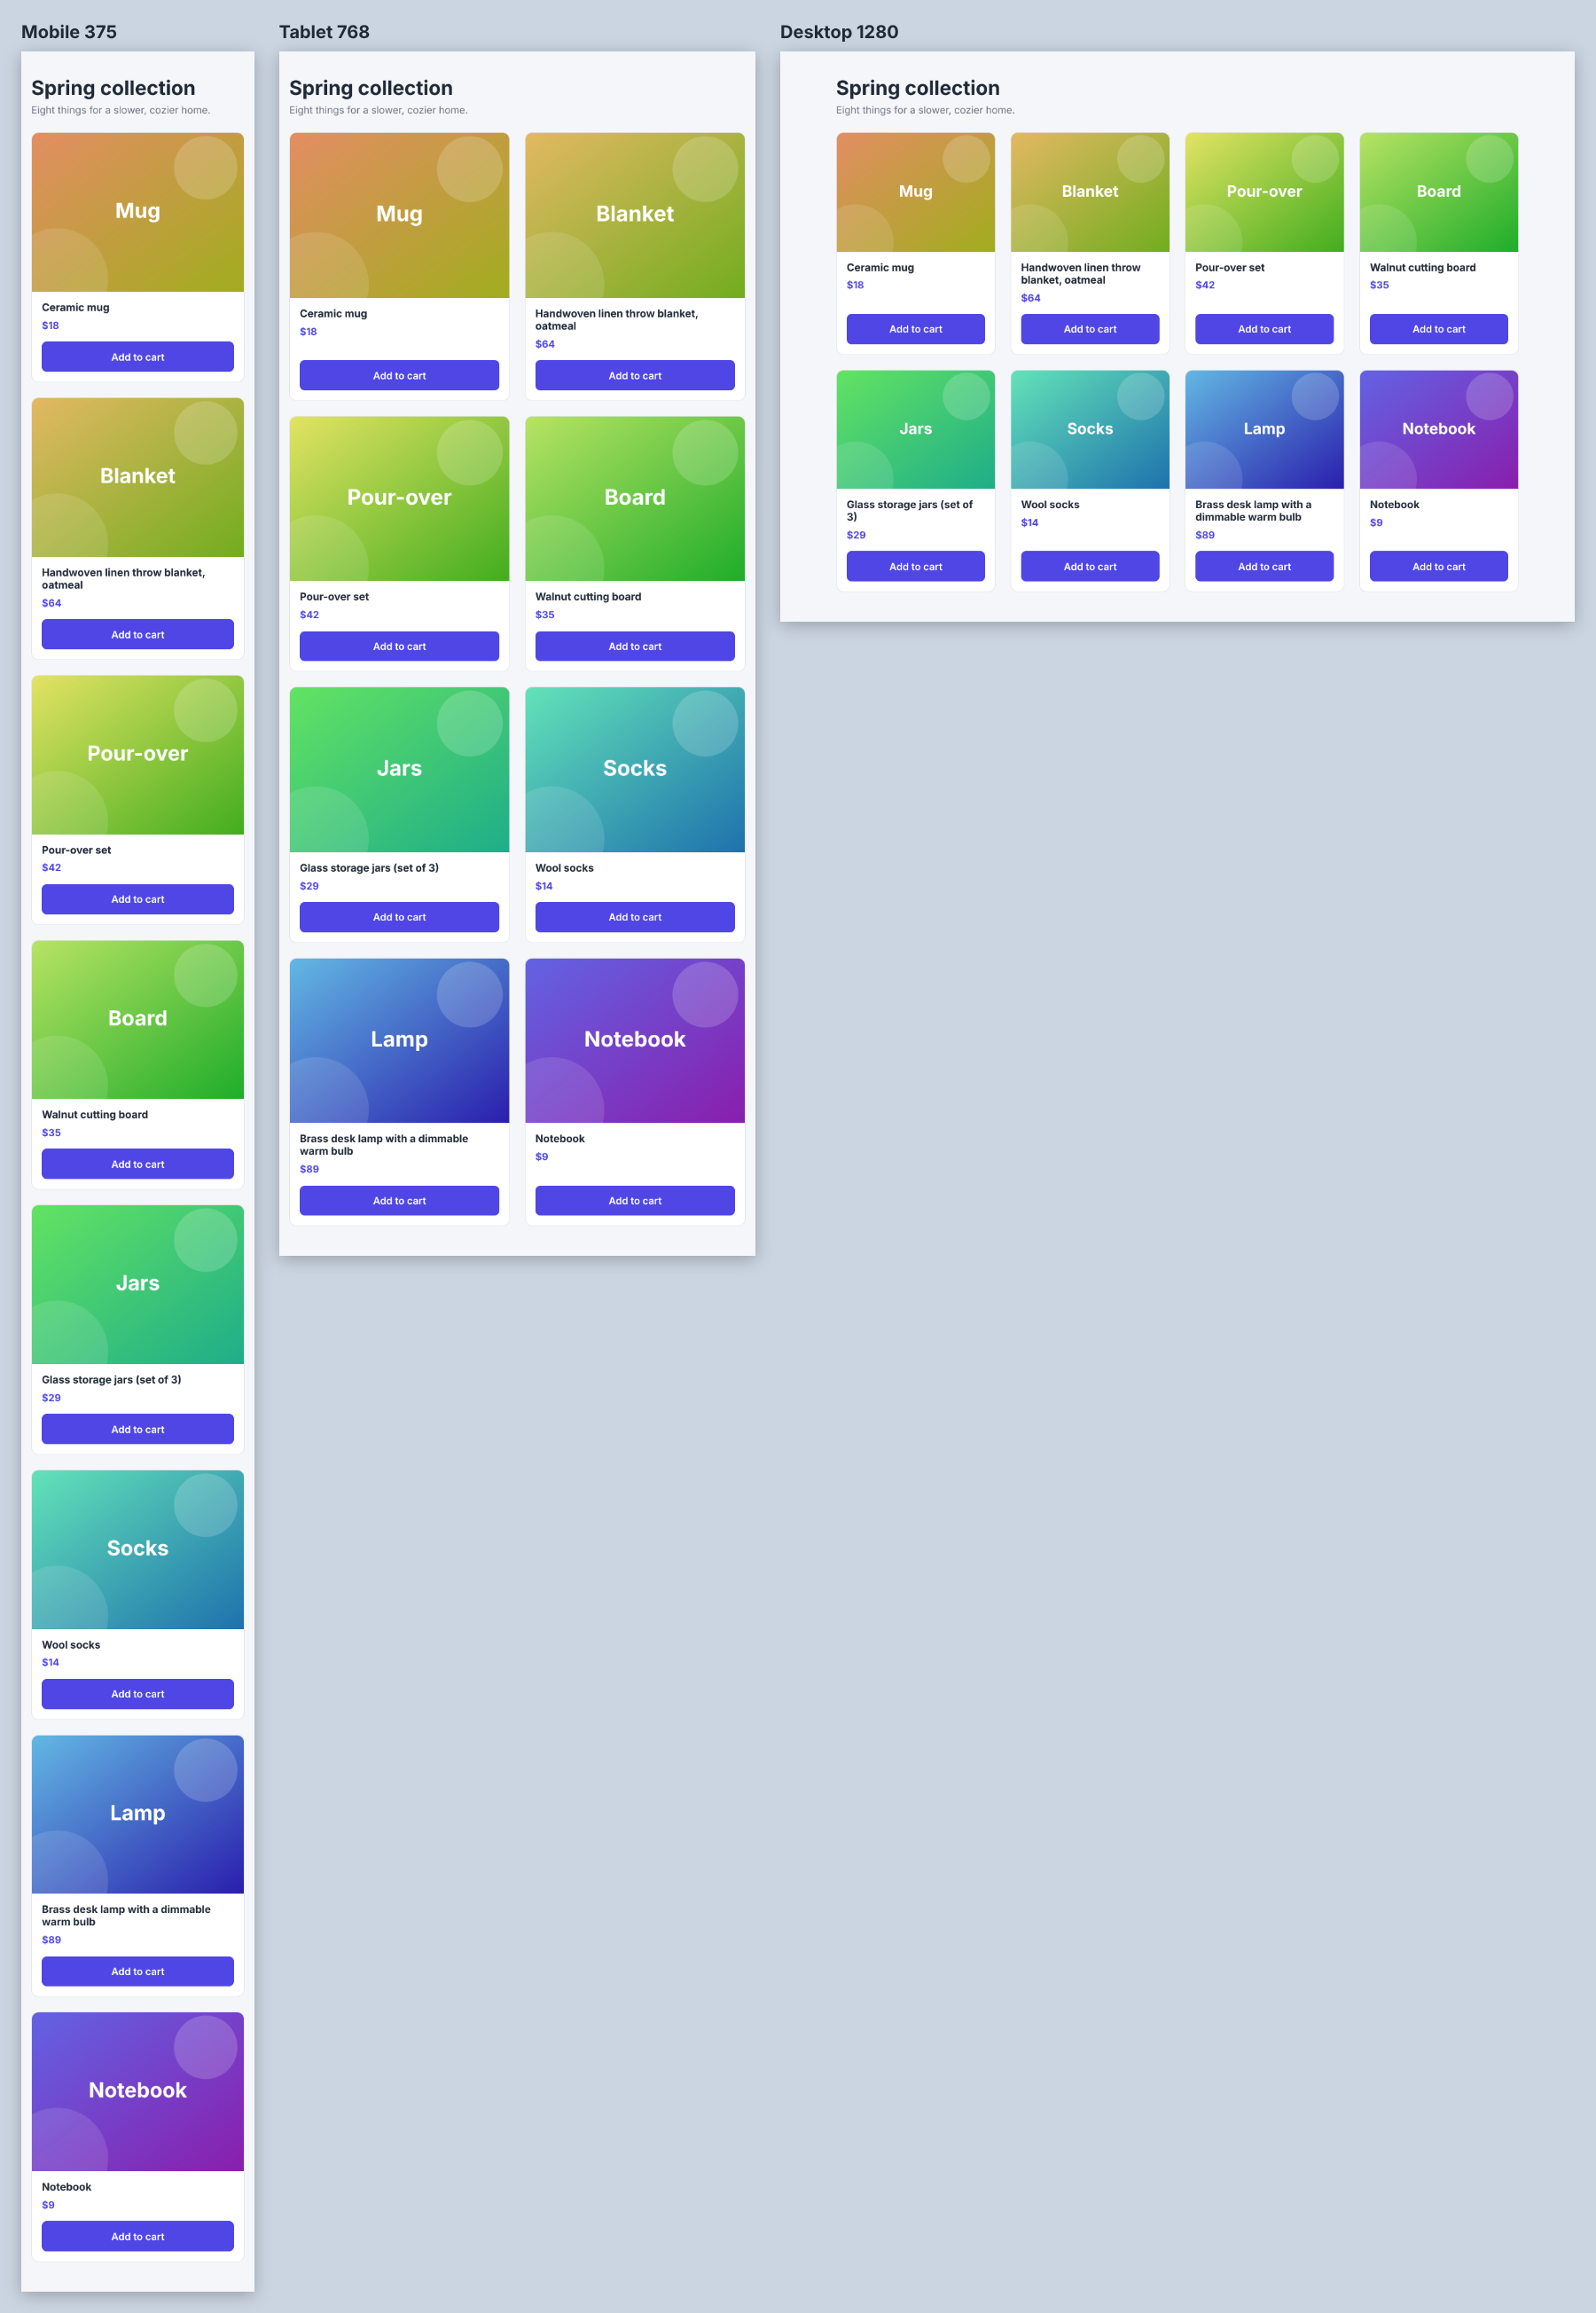 Mobile 375
Spring collection
Eight things for a slower, cozier home.
Mug
Ceramic mug
$18
Add to cart
Blanket
Handwoven linen throw blanket,
oatmeal
$64
Add to cart
Pour-over
Pour-over set
$42
Add to cart
Board
Walnut cutting board
$35
Add to cart
Jars
Glass storage jars (set of 3)
$29
Add to cart
Socks
Wool socks
$14
Add to cart
Lamp
Brass desk lamp with a dimmable
warm bulb
$89
Add to cart
Notebook
Notebook
$9
Add to cart
Tablet 768
Spring collection
Eight things for a slower, cozier home.
Mug
Ceramic mug
$18
Add to cart
Blanket
Handwoven linen throw blanket,
oatmeal
$64
Add to cart
Pour-over
Pour-over set
$42
Add to cart
Board
Walnut cutting board
$35
Add to cart
Jars
Glass storage jars (set of 3)
$29
Add to cart
Socks
Wool socks
$14
Add to cart
Lamp
Brass desk lamp with a dimmable
warm bulb
$89
Add to cart
Notebook
Notebook
$9
Add to cart
Desktop 1280
Spring collection
Eight things for a slower, cozier home.
Mug
Ceramic mug
$18
Add to cart
Blanket
Handwoven linen throw
blanket, oatmeal
$64
Add to cart
Pour-over
Pour-over set
$42
Add to cart
Board
Walnut cutting board
$35
Add to cart
Jars
Glass storage jars (set of
3)
$29
Add to cart
Socks
Wool socks
$14
Add to cart
Lamp
Brass desk lamp with a
dimmable warm bulb
$89
Add to cart
Notebook
Notebook
$9
Add to cart